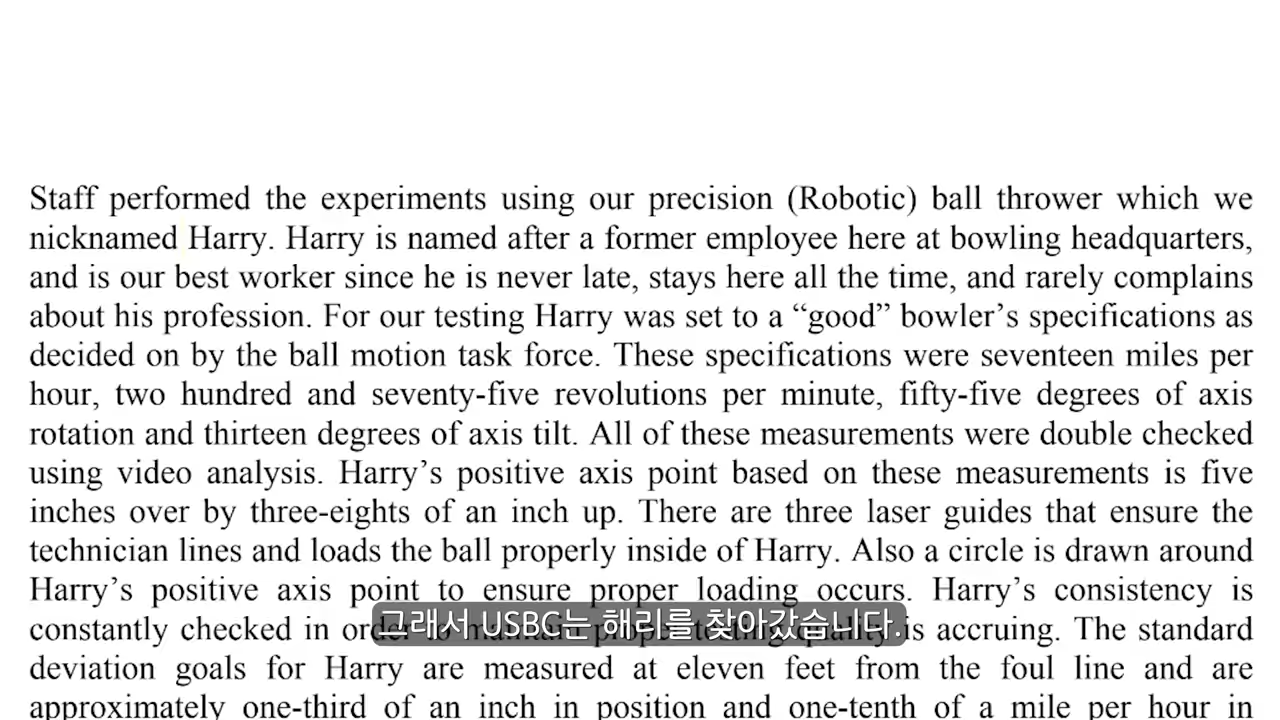 Staff performed the experiments using our precision (Robotic) ball thrower which we
nicknamed Harry. Harry is named after a former employee here at bowling headquarters,
and is our best worker since he is never late, stays here all the time, and rarely complains
about his profession. For our testing Harry was set to a “good” bowler’s specifications as
decided on by the ball motion task force. These specifications were seventeen miles per
hour, two hundred and seventy-five revolutions per minute, fifty-five degrees of axis
rotation and thirteen degrees of axis tilt. All of these measurements were double checked
using video analysis. Harry’s positive axis point based on these measurements is five
inches over by three-eights of an inch up. There are three laser guides that ensure the
technician lines and loads the ball properly inside of Harry. Also a circle is drawn around
Harry’s positive axis point to ensure proper loading occurs. Harry’s consistency is
constantly checked in order to maintain proper testing quality is accruing. The standard
그래서 USBC는 해리를 찾아갔습니다.
deviation goals for Harry are measured at eleven feet from the foul line and are
approximately one-third of an inch in position and one-tenth of a mile per hour in